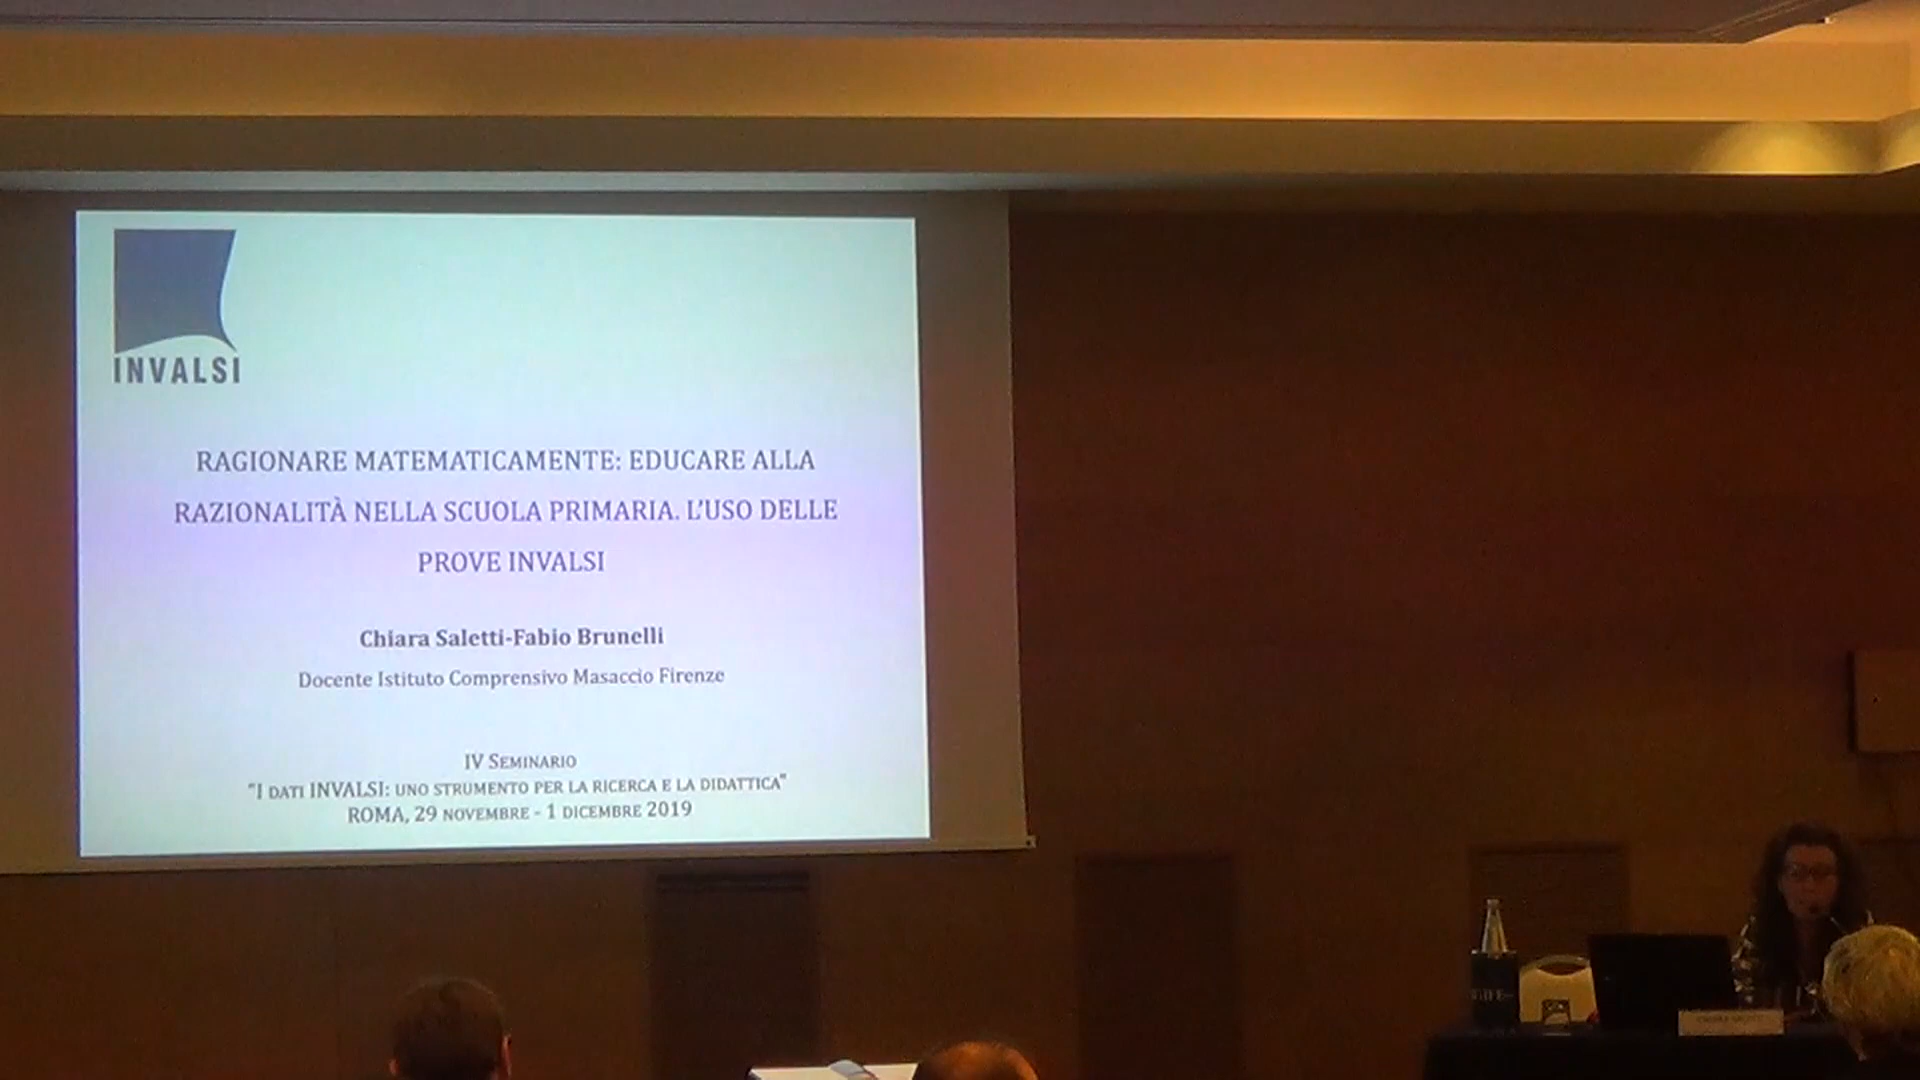 INVALSI
RAGIONARE MATEMATICAMENTE: EDUCARE ALLA
RAZIONALITÀ NELLA SCUOLA PRIMARIA. L'USO DELLE
PROVE INVALSI
Chiara Saletti-Fabio Brunelli
Docente Istituto Comprensivo Masaccio Firenze
IV SEMINARIO
"I DATI INVALSI: UNO STRUMENTO PER LA RICERCA E LA DIDATTICA"
ROMA, 29 NOVEMBRE - 1 DICEMBRE 2019